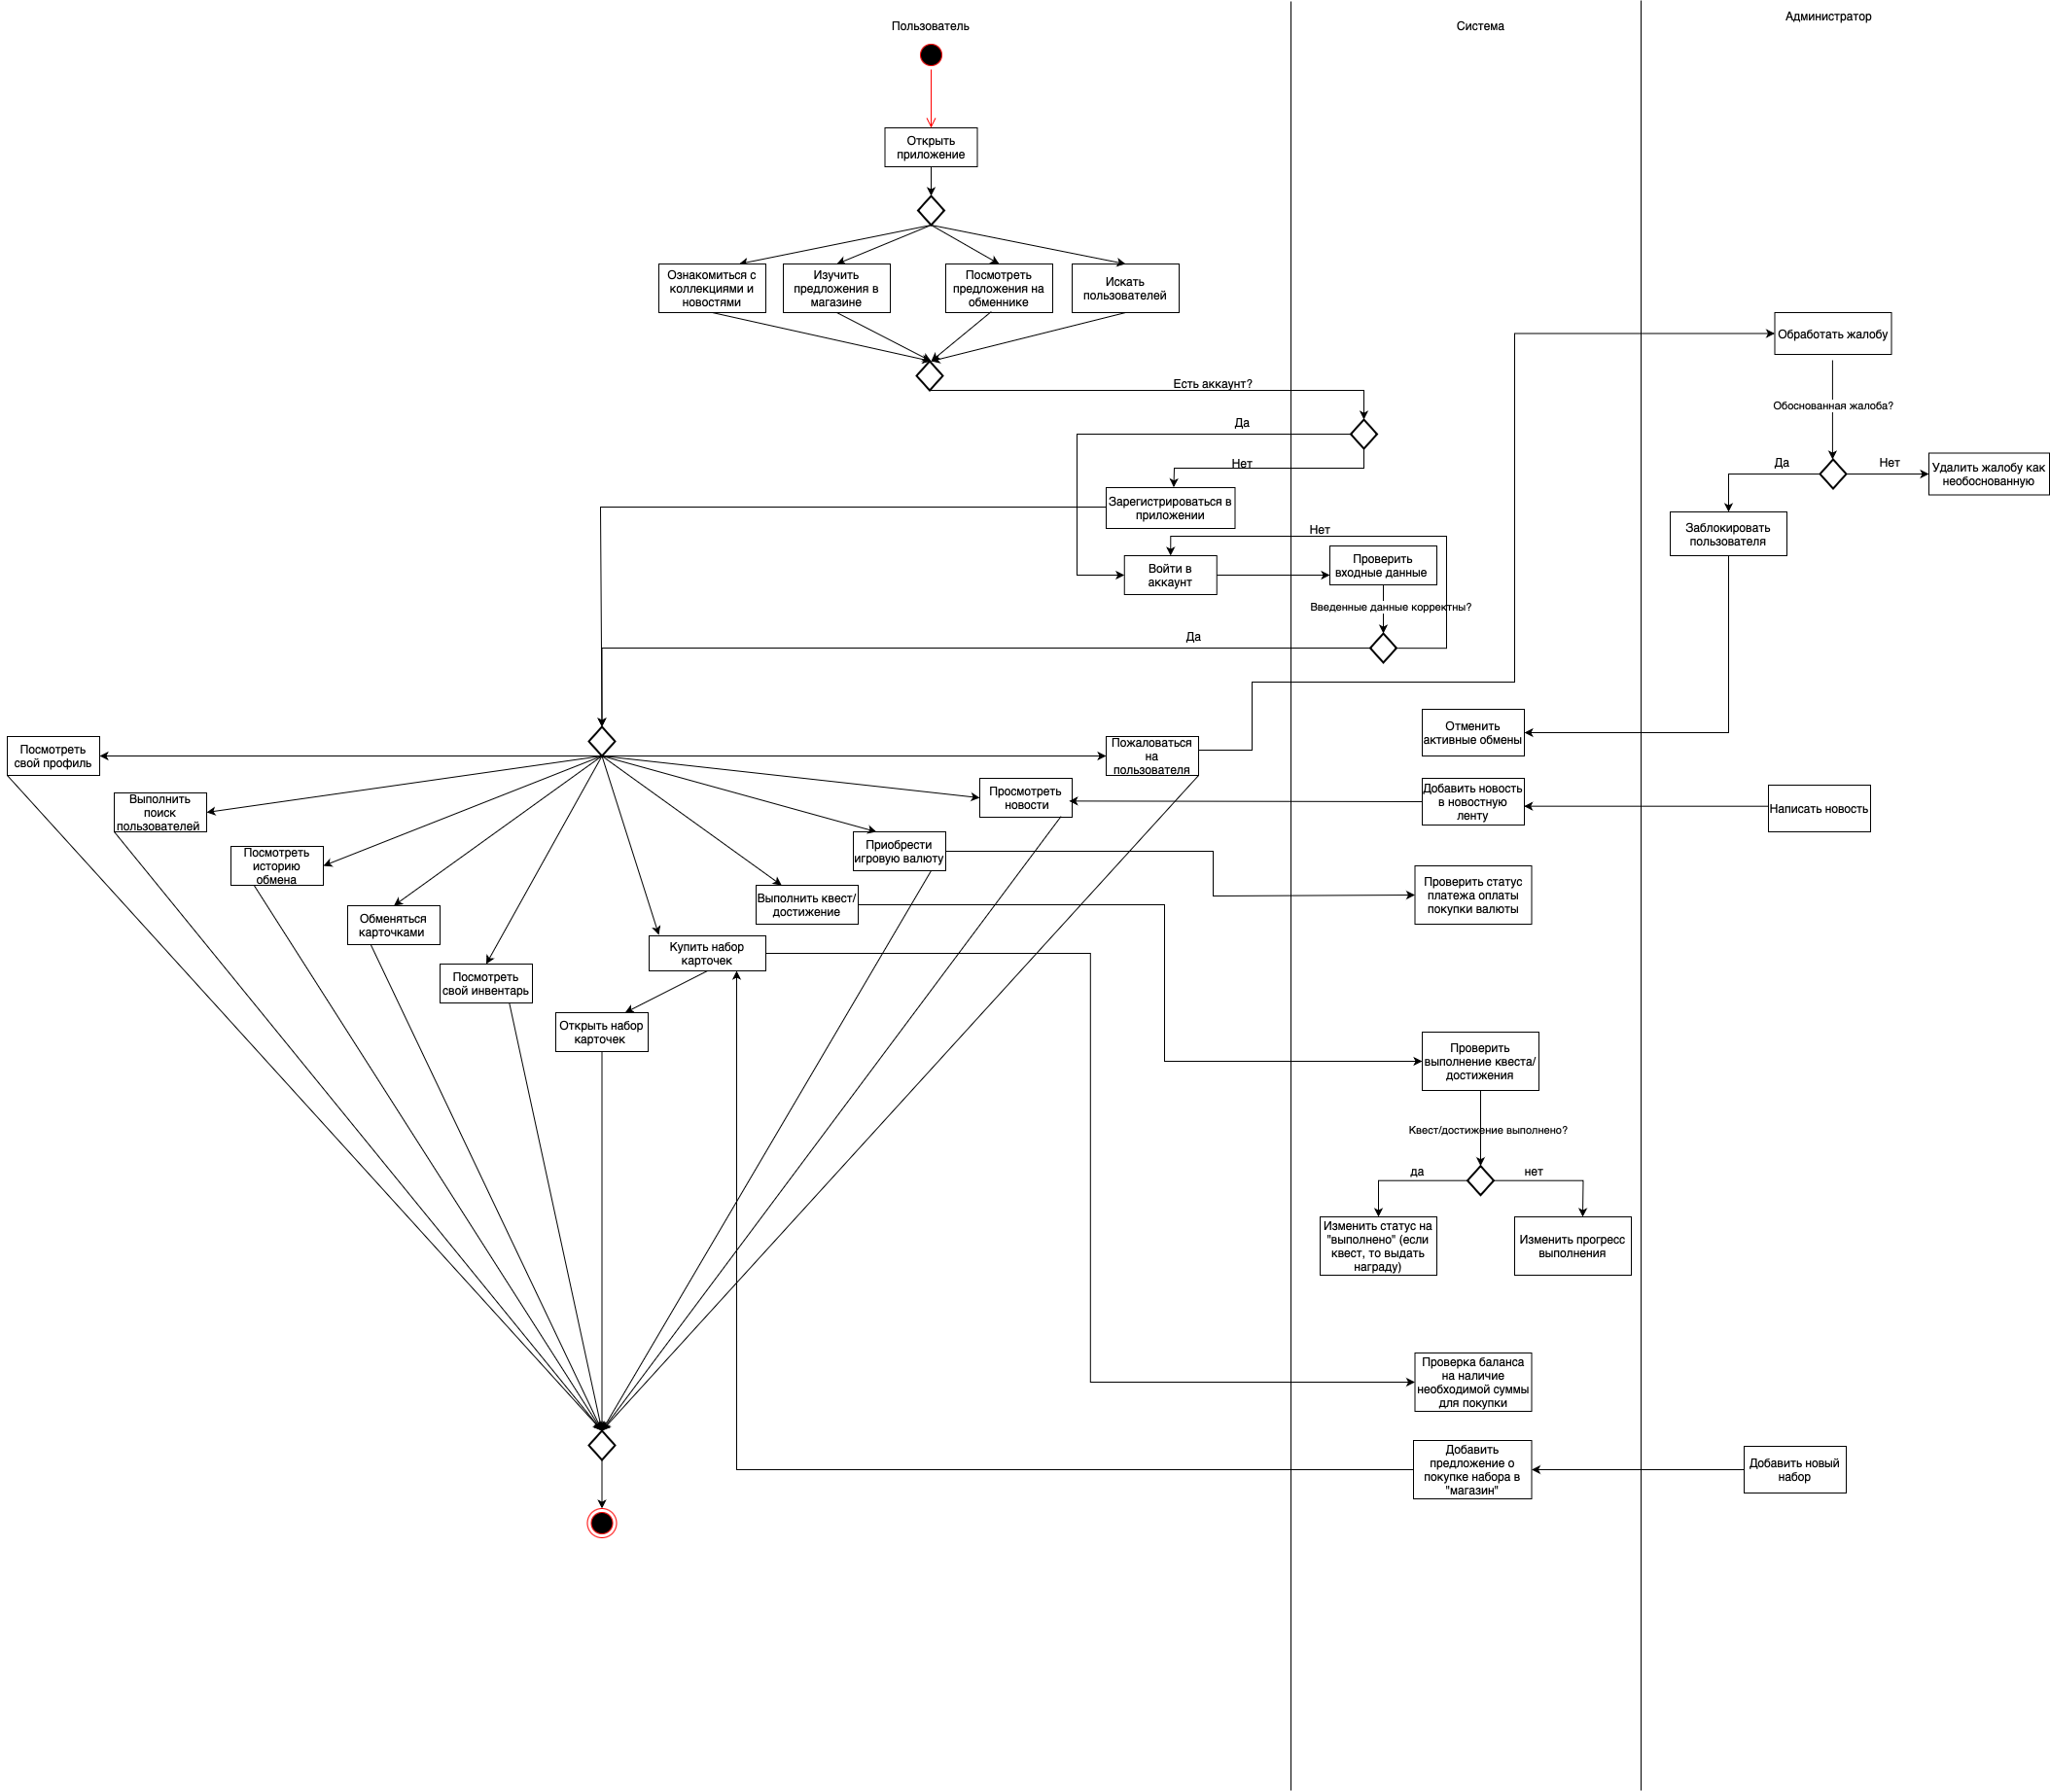 Пользователь
Система
Администратор
Открыть
приложение
Ознакомиться с
коллекциями и
новостями
Изучить
предложения в
магазине
Посмотреть
предложения на
обменнике
Искать
пользователей
Обработать жалобу
Есть аккаунт?
Обоснованная жалоба?
Да
Нет
Да
Нет
Удалить жалобу как
необоснованную
Зарегистрироваться в
приложении
Заблокировать
пользователя
Нет
Войти в
аккаунт
Проверить
входные данные
Введенные данные корректны?
Да
Посмотреть
свой профиль
Пожаловаться
на
пользователя
Отменить
активные обмены
Выполнить
поиск
пользователей
Просмотреть
новости
Добавить новость
в новостную
ленту
Написать новость
Посмотреть
историю
обмена
Приобрести
игровую валюту
Проверить статус
платежа оплаты
покупки валюты
Обменяться
карточками
Выполнить квест/
достижение
Посмотреть
свой инвентарь
Купить набор
карточек
Открыть набор
карточек
Проверить
выполнение квеста/
достижения
Квест/достижение выполнено?
да
нет
Изменить статус на
"выполнено" (если
квест, то выдать
награду)
Изменить прогресс
выполнения
Проверка баланса
на наличие
необходимой суммы
для покупки
Добавить
предложение о
покупке набора в
"магазин"
Добавить новый
набор